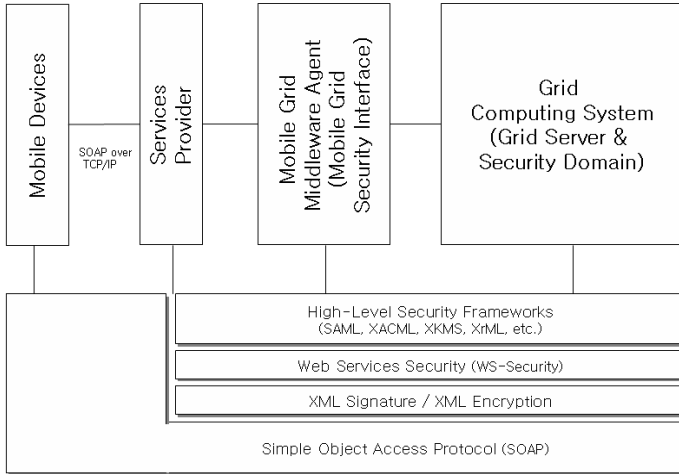 Mobile Devices
SOAP over
TCP/IP
Services
Provider
Mobile Grid
Middleware Agent
(Mobile Grid
Security Interface)
Grid
Computing System
(Grid Server &
Security Domain)
High-Level Security Frameworks
(SAML, XACML, XKMS, XrML, etc.)
Web Services Security (WS-Security)
XML Signature / XML Encryption
Simple Object Access Protocol (SOAP)